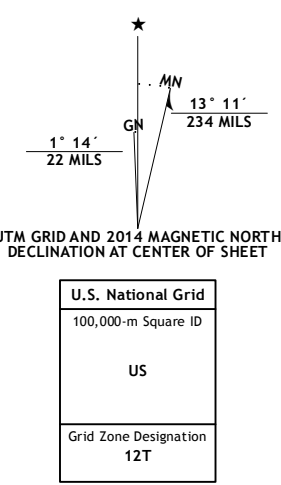 ★
MN
GN
13° 11´
234 MILS
1° 14´
22 MILS
UTM GRID AND 2014 MAGNETIC NORTH
DECLINATION AT CENTER OF SHEET
U.S. National Grid
100,000-m Square ID
US
Grid Zone Designation
12T